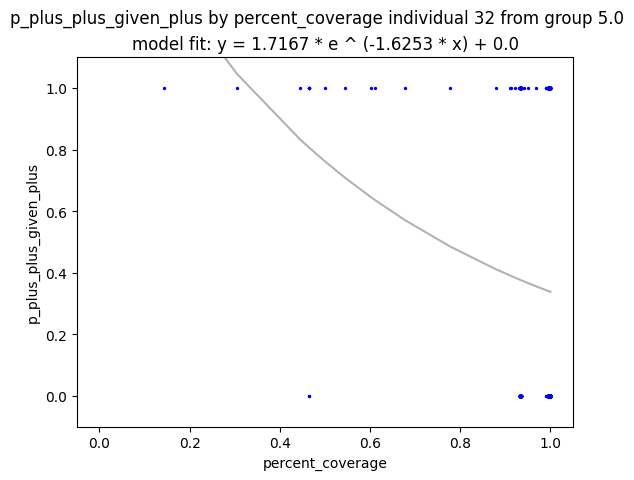 p_plus_plus_given_plus by percent_coverage individual 32 from group 5.0
model fit: y = 1.7167 * e ^ (-1.6253 * x) + 0.0
1.0
0.8
0.6
0.4
0.2
0.0
p_plus_plus_given_plus
0.0 0.2 0.4 0.6 0.8 1.0
percent_coverage